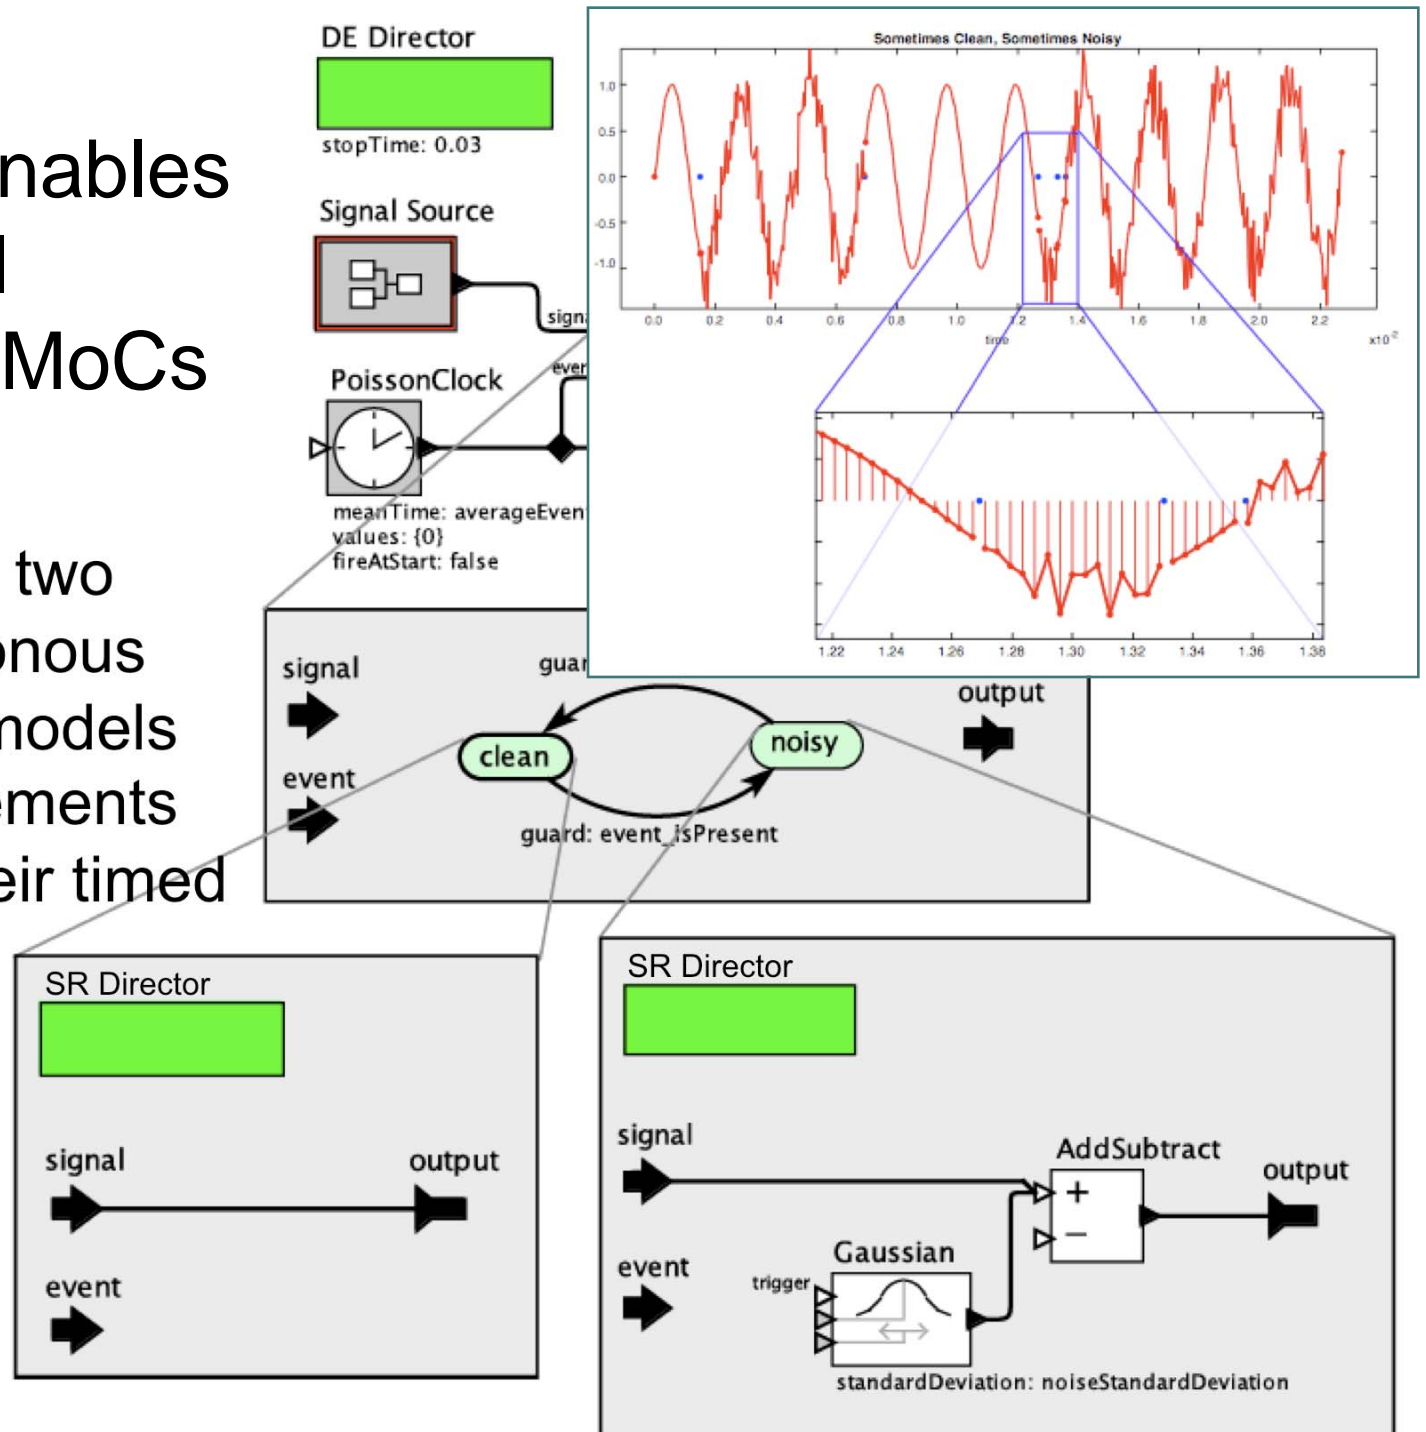 nables
MoCs
two
onous
models
ements
eir timed
DE Director
stopTime: 0.03
Signal Source
signa
PoissonClock
even
meanTime: averageEven
values: {0}
fireAtStart: false
Sometimes Clean, Sometimes Noisy
1.0
0.5
0.0
-0.5
-1.0
0.0 0.2 0.4 0.6 0.8 1.0 1.2 1.4 1.6 1.8 2.0 2.2
time
x10⁻²
1.22 1.24 1.26 1.28 1.30 1.32 1.34 1.36 1.38
signal
event
guar
output
clean
noisy
guard: event_isPresent
SR Director
signal
output
event
SR Director
signal
AddSubtract
+
−
output
event
Gaussian
trigger
standardDeviation: noiseStandardDeviation